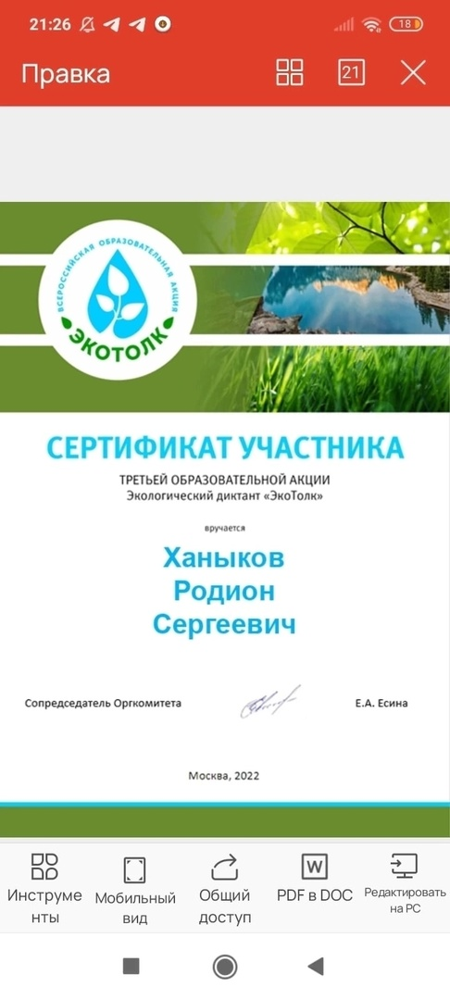 21:26
18
Правка
21
ВСЕРОССИЙСКАЯ ОБРАЗОВАТЕЛЬНАЯ АКЦИЯ
ЭКОТОЛК
СЕРТИФИКАТ УЧАСТНИКА
ТРЕТЬЕЙ ОБРАЗОВАТЕЛЬНОЙ АКЦИИ
Экологический диктант «ЭкоТолк»
вручается
Ханыков
Родион
Сергеевич
Сопредседатель Оргкомитета
Е.А. Есина
Москва, 2022
W
Инструме
нты
Мобильный
вид
Общий
доступ
PDF в DOC
Редактировать
на РС